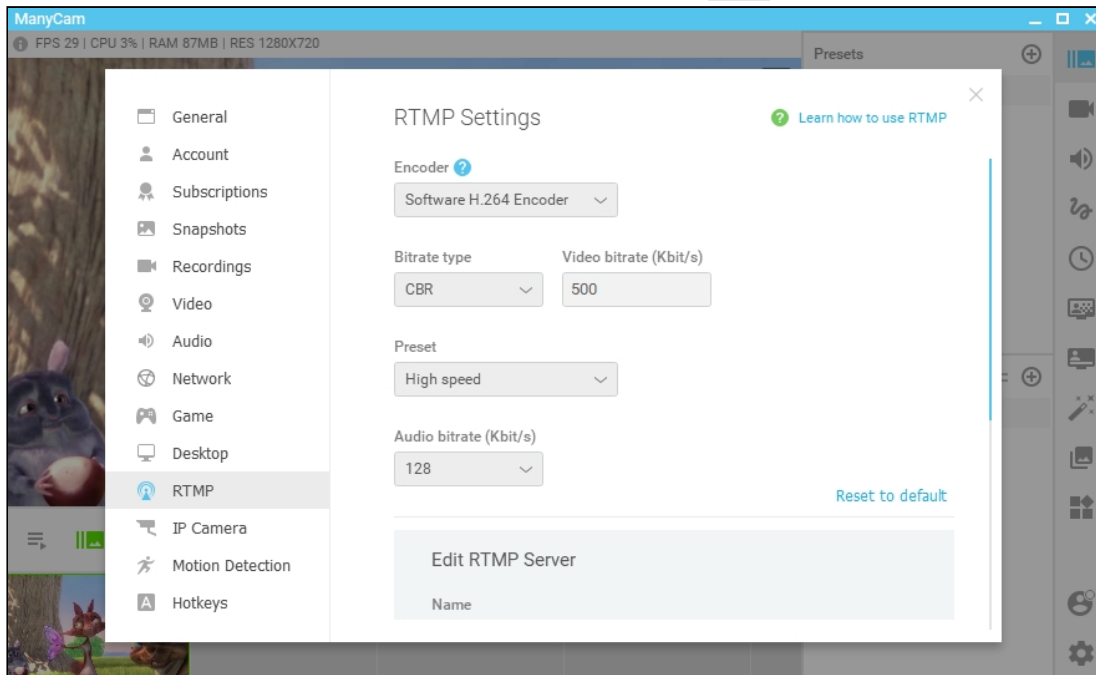 ManyCam
FPS 29 | CPU 3% | RAM 87MB | RES 1280X720
Presets
General
Account
Subscriptions
Snapshots
Recordings
Video
Audio
Network
Game
Desktop
RTMP
IP Camera
Motion Detection
Hotkeys
RTMP Settings
Learn how to use RTMP
Encoder
Software H.264 Encoder
Bitrate type
Video bitrate (Kbit/s)
CBR
500
Preset
High speed
Audio bitrate (Kbit/s)
128
Reset to default
Edit RTMP Server
Name